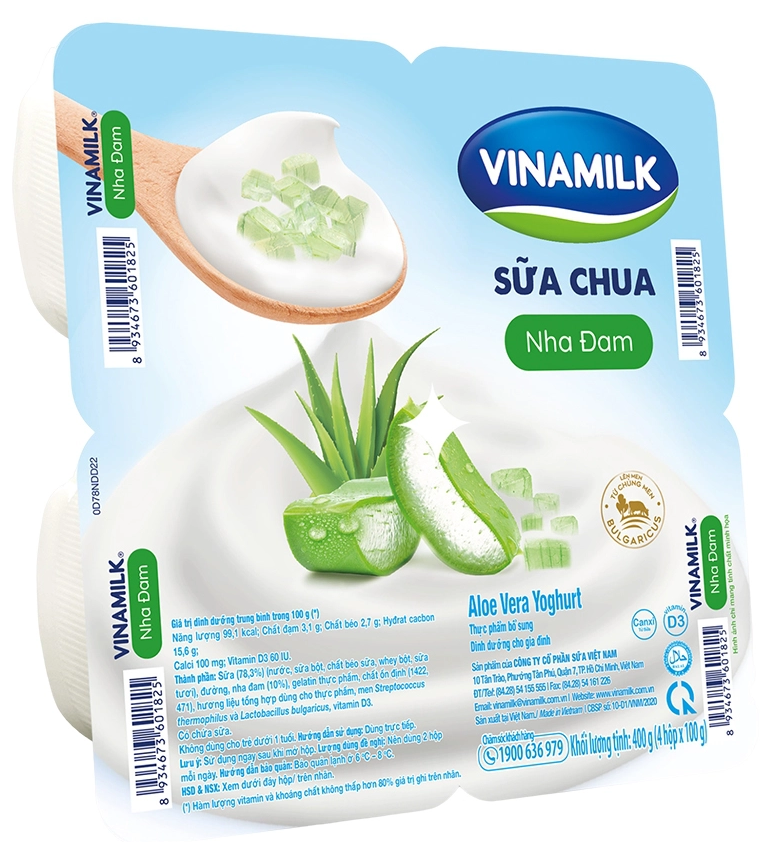 VINAMILK®
Nha Đam
8 934673 601825
VINAMILK
SỮA CHUA
Nha Đam
8 934673 601825
0D78NDD22
LÊN MEN
TỪ CHỦNG MEN
BULGARICUS
VINAMILK®
Nha Đam
8 934673 601825
Giá trị dinh dưỡng trung bình trong 100 g (*)
Năng lượng 99,1 kcal; Chất đạm 3,1 g; Chất béo 2,7 g; Hyđrat cacbon
15,6 g;
Calci 100 mg; Vitamin D3 60 IU.
Thành phần: Sữa (78,3%) (nước, sữa bột, chất béo sữa, whey bột, sữa
tươi), đường, nha đam (10%), gelatin thực phẩm, chất ổn định (1422,
471), hương liệu tổng hợp dùng cho thực phẩm, men Streptococcus
thermophilus và Lactobacillus bulgaricus, vitamin D3.
Có chứa sữa.
Không dùng cho trẻ dưới 1 tuổi. Hướng dẫn sử dụng: Dùng trực tiếp.
Lưu ý: Sử dụng ngay sau khi mở hộp. Lượng dùng đề nghị: Nên dùng 2 hộp
mỗi ngày. Hướng dẫn bảo quản: Bảo quản lạnh ở 6 °C – 8 °C.
HSD & NSX: Xem dưới đáy hộp/ trên nhãn.
(*) Hàm lượng vitamin và khoáng chất không thấp hơn 80% giá trị ghi trên nhãn.
Aloe Vera Yoghurt
Thực phẩm bổ sung
Dinh dưỡng cho gia đình
Sản phẩm của CÔNG TY CỔ PHẦN SỮA VIỆT NAM
10 Tân Trào, Phường Tân Phú, Quận 7, TP. Hồ Chí Minh, Việt Nam
ĐT/Tel: (84.28) 54 155 555 | Fax: (84.28) 54 161 226
Email: vinamilk@vinamilk.com.vn | Website: www.vinamilk.com.vn
Sản xuất tại Việt Nam/ Made in Vietnam | CBSP số: 10-01/VNM/2020
Chăm sóc khách hàng
1900 636 979
Khối lượng tịnh: 400 g (4 hộp x 100 g)
Canxi
vitamin
D3
VINAMILK®
Nha Đam
Hình ảnh chỉ mang tính chất minh họa
8 934673 601825